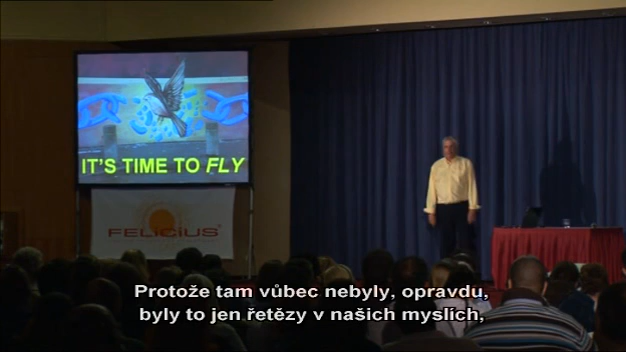 IT'S TIME TO FLY
FELICIUS
Protože tam vůbec nebyly, opravdu,
byly to jen řetězy v našich myslích,